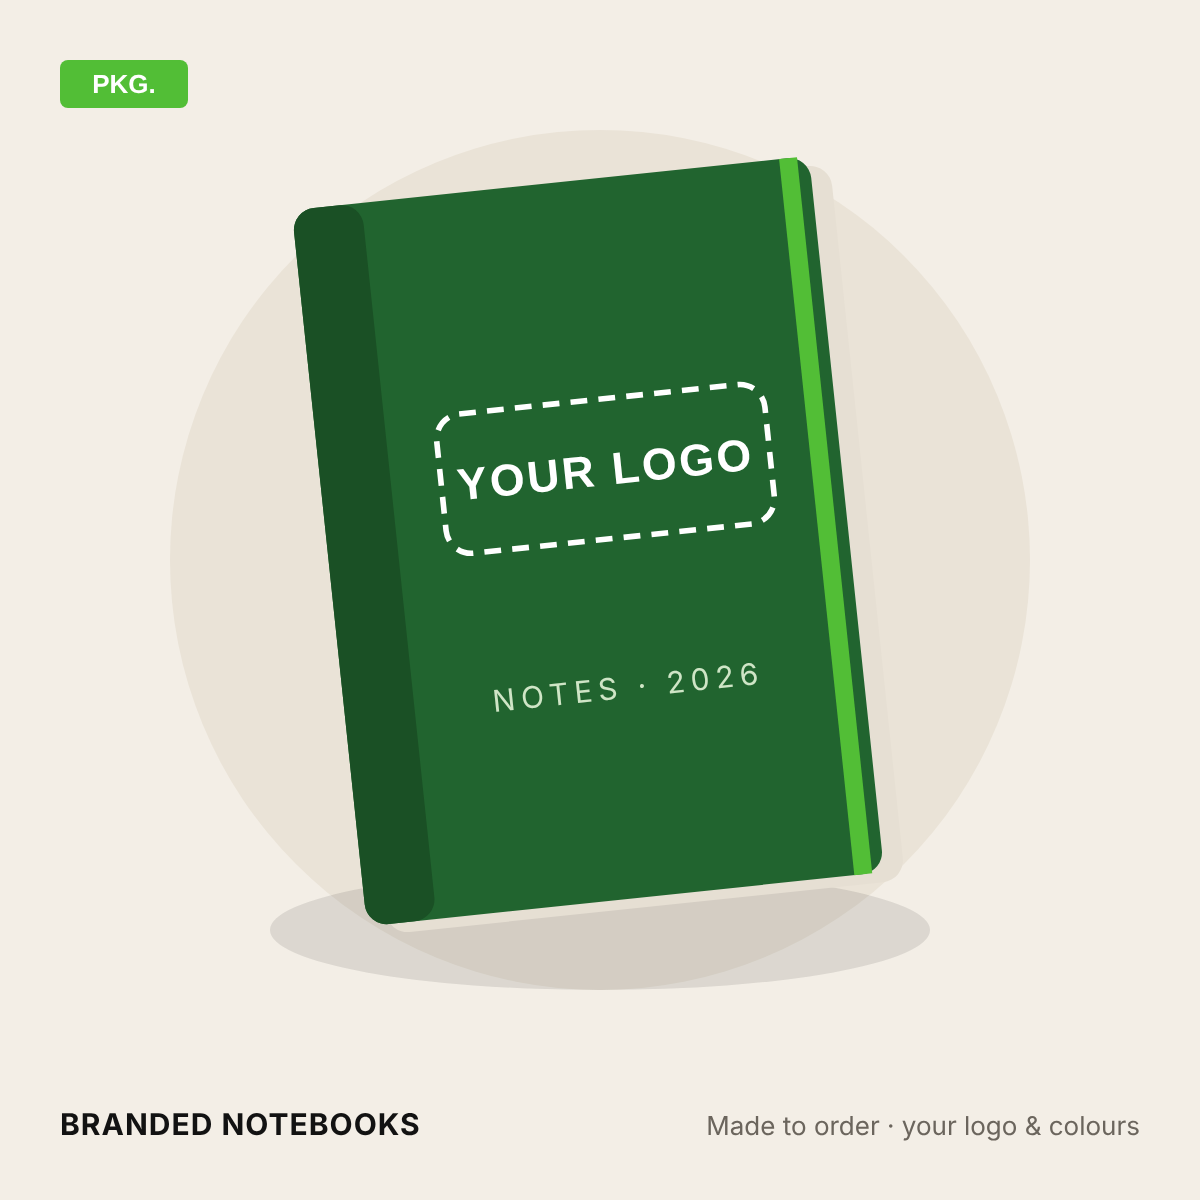 PKG.
YOUR LOGO
NOTES · 2026
BRANDED NOTEBOOKS
Made to order · your logo & colours